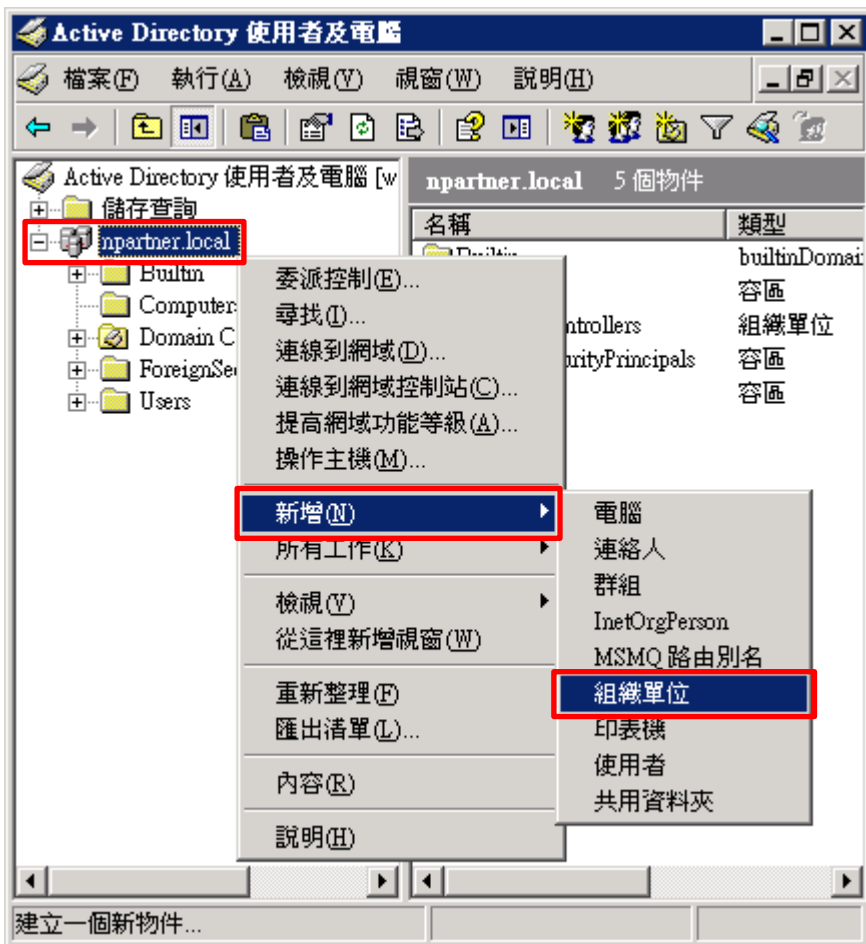 Active Directory 使用者及電腦
檔案(F) 執行(A) 檢視(V) 視窗(W) 說明(H)
Active Directory 使用者及電腦 [w
儲存查詢
npartner.local
Builtin
Computer
Domain C
ForeignSe
Users
npartner.local 5 個物件
名稱 類型
Builtin builtinDomai
容區
ntrollers 組織單位
urityPrincipals 容區
容區
委派控制(E)...
尋找(I)...
連線到網域(D)...
連線到網域控制站(C)...
提高網域功能等級(A)...
操作主機(M)...
新增(N)
所有工作(K)
檢視(V)
從這裡新增視窗(W)
重新整理(F)
匯出清單(L)...
內容(R)
說明(H)
電腦
連絡人
群組
InetOrgPerson
MSMQ 路由別名
組織單位
印表機
使用者
共用資料夾
建立一個新物件...